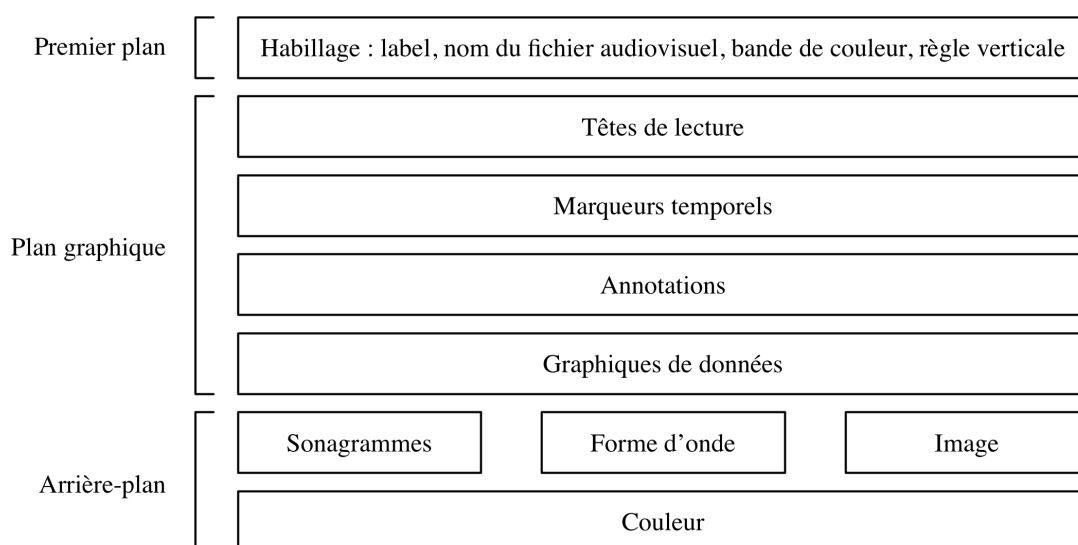 Premier plan
Habillage : label, nom du fichier audiovisuel, bande de couleur, règle verticale
Plan graphique
Têtes de lecture
Marqueurs temporels
Annotations
Graphiques de données
Arrière-plan
Sonagrammes
Forme d’onde
Image
Couleur